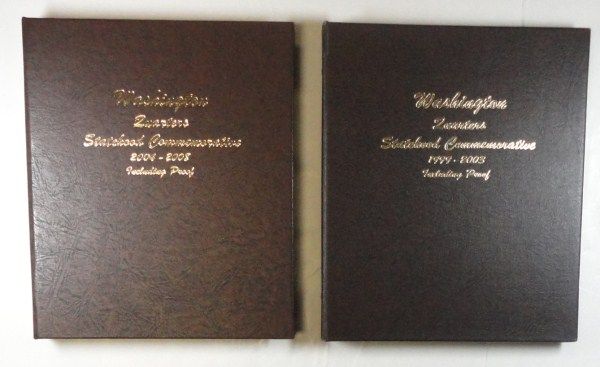 Washington
Quarters
Statehood Commemorative
2004 - 2008
Including Proof
Washington
Quarters
Statehood Commemorative
1999 - 2003
Including Proof